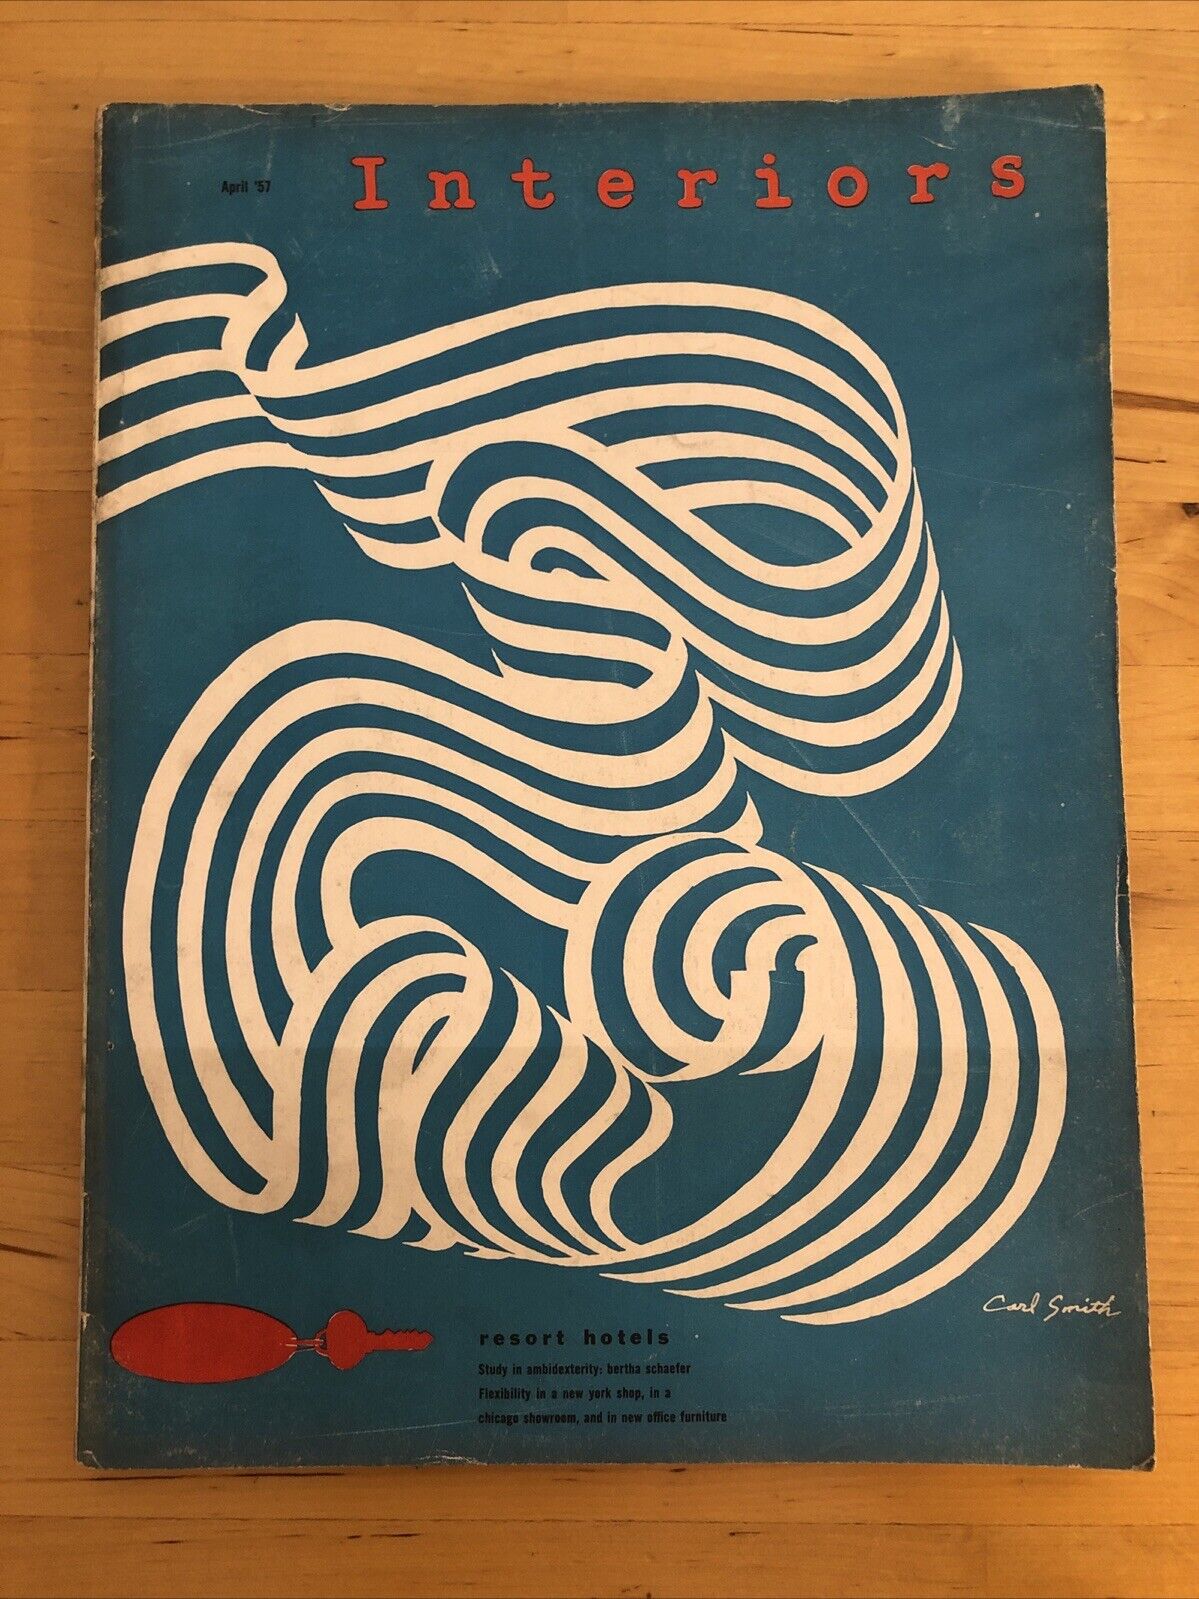 April '57
Interiors
Carl Smith
resort hotels
Study in ambidexterity: bertha schaefer
Flexibility in a new york shop, in a
chicago showroom, and in new office furniture